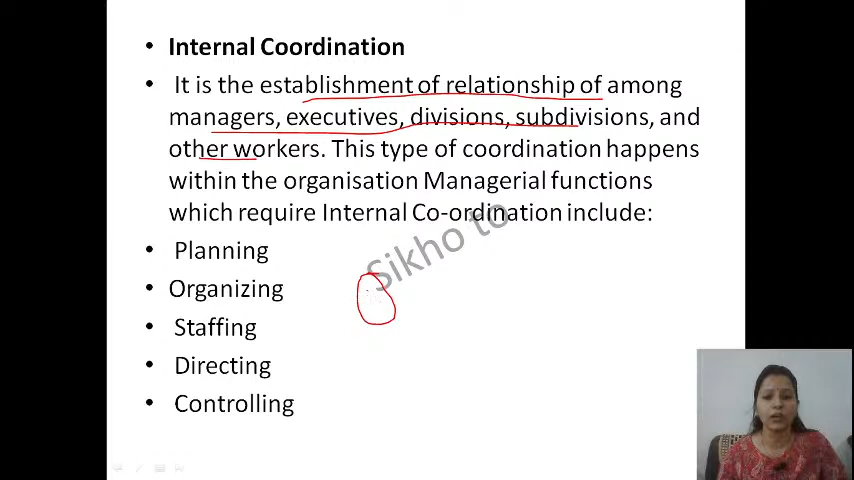 • Internal Coordination
• It is the establishment of relationship of among
managers, executives, divisions, subdivisions, and
other workers. This type of coordination happens
within the organisation Managerial functions
which require Internal Co-ordination include:
• Planning
• Organizing
• Staffing
• Directing
• Controlling
Sikho to